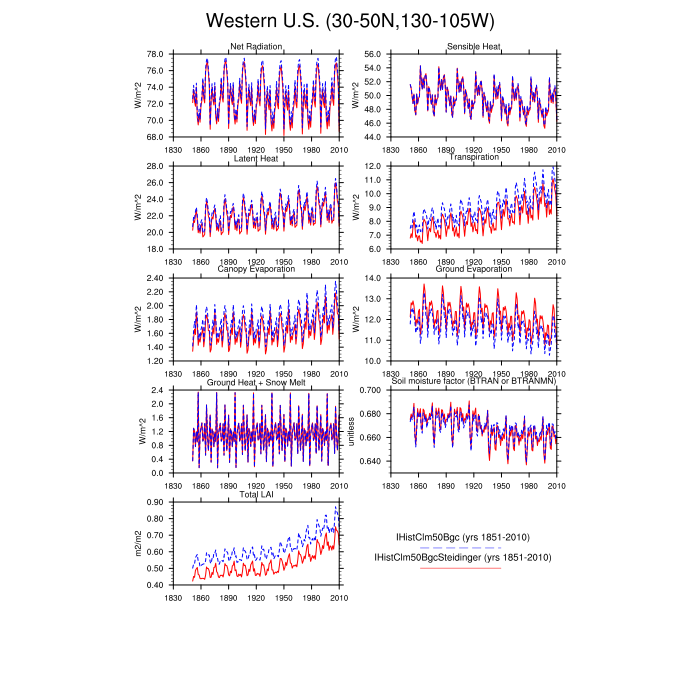 Western U.S. (30-50N,130-105W)
Net Radiation
Sensible Heat
78.0
76.0
74.0
72.0
70.0
68.0
W/m^2
1830 1860 1890 1920 1950 1980 2010
56.0
54.0
52.0
50.0
48.0
46.0
44.0
W/m^2
1830 1860 1890 1920 1950 1980 2010
Latent Heat
Transpiration
28.0
26.0
24.0
22.0
20.0
18.0
W/m^2
1830 1860 1890 1920 1950 1980 2010
12.0
11.0
10.0
9.0
8.0
7.0
6.0
W/m^2
1830 1860 1890 1920 1950 1980 2010
Canopy Evaporation
Ground Evaporation
2.40
2.20
2.00
1.80
1.60
1.40
1.20
W/m^2
1830 1860 1890 1920 1950 1980 2010
14.0
13.0
12.0
11.0
10.0
W/m^2
1830 1860 1890 1920 1950 1980 2010
Ground Heat + Snow Melt
Soil moisture factor (BTRAN or BTRANMN)
2.4
2.0
1.6
1.2
0.8
0.4
0.0
W/m^2
1830 1860 1890 1920 1950 1980 2010
0.700
0.680
0.660
0.640
unitless
1830 1860 1890 1920 1950 1980 2010
Total LAI
0.90
0.80
0.70
0.60
0.50
0.40
m2/m2
1830 1860 1890 1920 1950 1980 2010
IHistClm50Bgc (yrs 1851-2010)
IHistClm50BgcSteidinger (yrs 1851-2010)